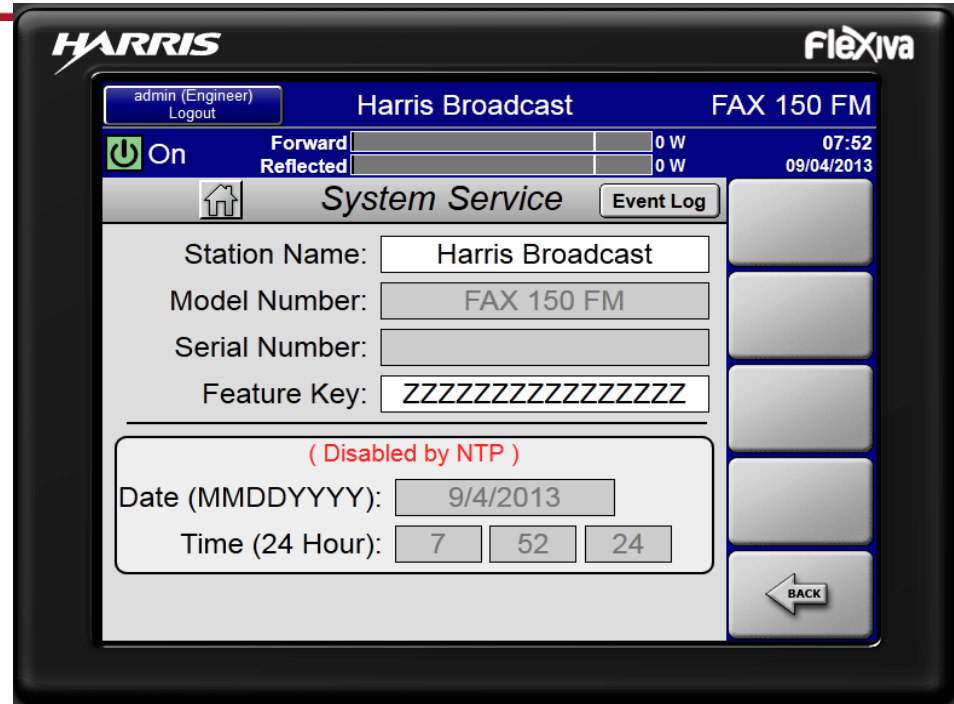 HARRIS
Flexiva
admin (Engineer)
Logout
Harris Broadcast
FAX 150 FM
On
Forward
0 W
07:52
Reflected
0 W
09/04/2013
System Service
Event Log
Station Name:
Harris Broadcast
Model Number:
FAX 150 FM
Serial Number:
Feature Key:
ZZZZZZZZZZZZZZZZ
( Disabled by NTP )
Date (MMDDYYYY):
9/4/2013
Time (24 Hour):
7
52
24
BACK